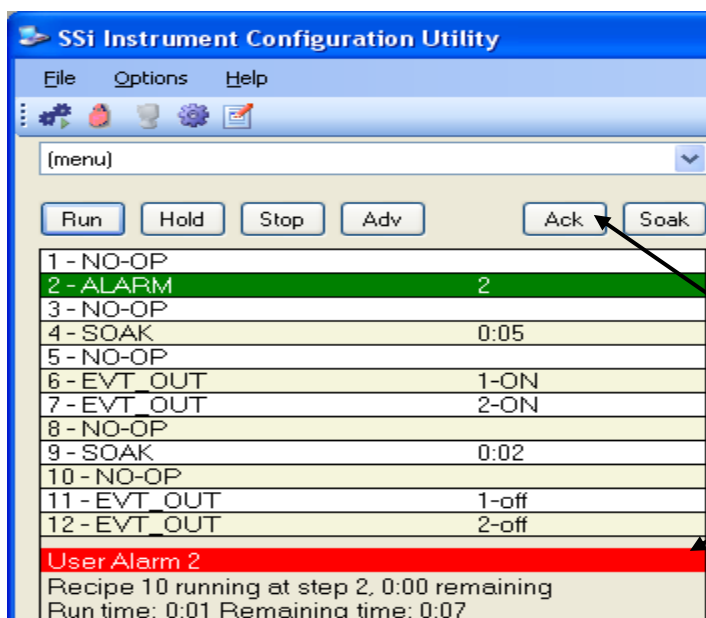 SSi Instrument Configuration Utility
File Options Help
(menu)
Run Hold Stop Adv Ack Soak
1 - NO-OP
2 - ALARM 2
3 - NO-OP
4 - SOAK 0:05
5 - NO-OP
6 - EVT_OUT 1-ON
7 - EVT_OUT 2-ON
8 - NO-OP
9 - SOAK 0:02
10 - NO-OP
11 - EVT_OUT 1-off
12 - EVT_OUT 2-off
User Alarm 2
Recipe 10 running at step 2, 0:00 remaining
Run time: 0:01 Remaining time: 0:07